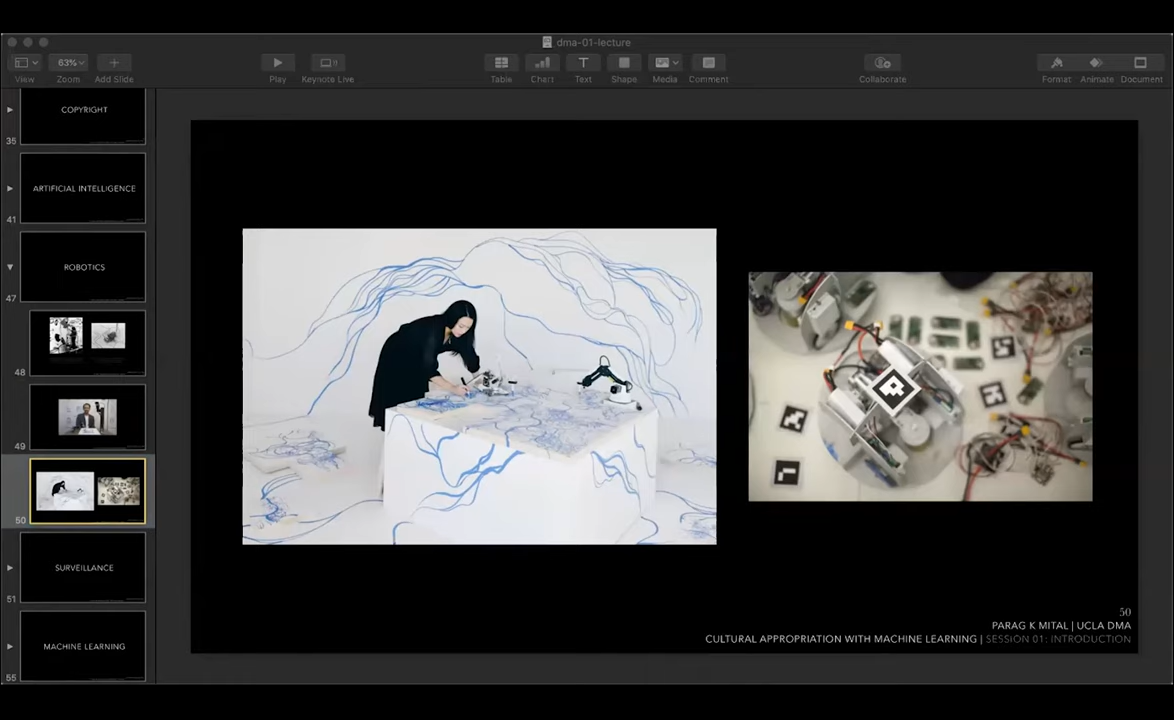 dma-01-lecture
63%
View
Zoom
Add Slide
Play
Keynote Live
Table
Chart
Text
Shape
Media
Comment
Collaborate
Format
Animate
Document
COPYRIGHT
35
ARTIFICIAL INTELLIGENCE
41
ROBOTICS
47
48
49
50
SURVEILLANCE
51
MACHINE LEARNING
55
50
PARAG K MITAL | UCLA DMA
CULTURAL APPROPRIATION WITH MACHINE LEARNING | SESSION 01: INTRODUCTION